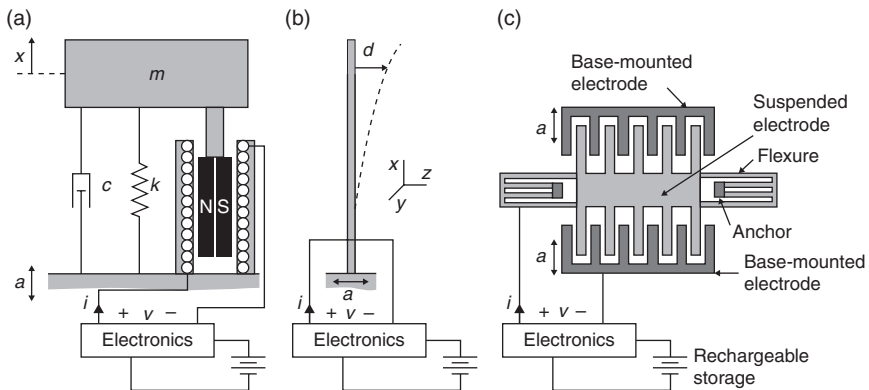 (a)
x
m
c
k
N S
a
i
+ v −
Electronics
(b)
d
x
y
z
a
i
+ v −
Electronics
(c)
Base-mounted
electrode
Suspended
electrode
Flexure
a
Anchor
a
Base-mounted
electrode
i
+ v −
Electronics
Rechargeable
storage